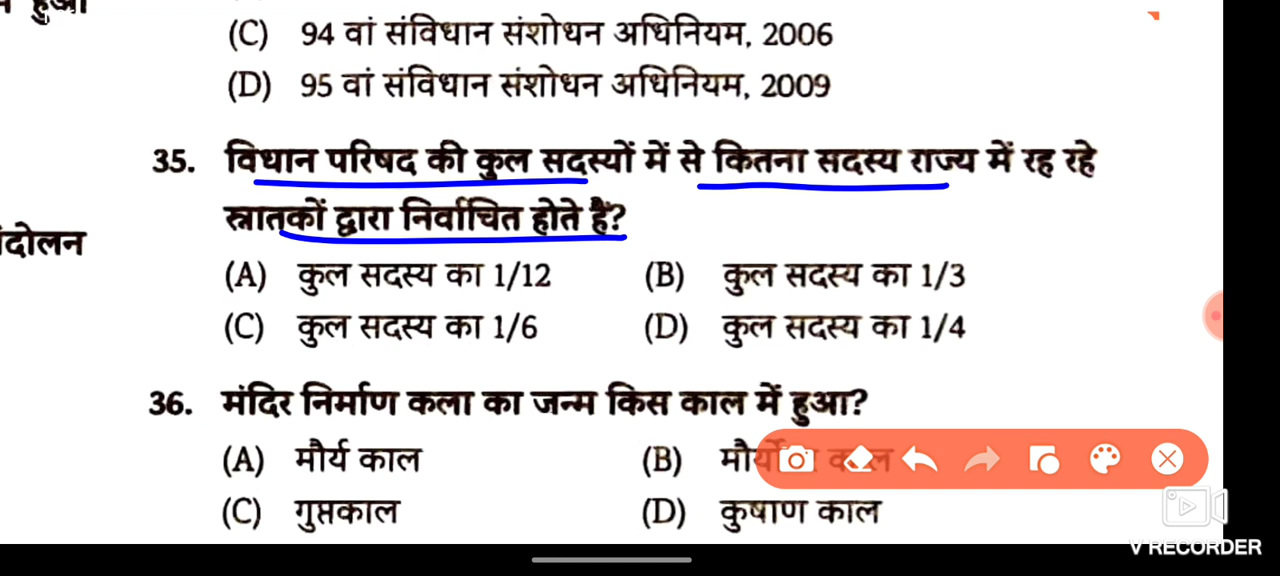 (C) 94 वां संविधान संशोधन अधिनियम, 2006
(D) 95 वां संविधान संशोधन अधिनियम, 2009
35. विधान परिषद की कुल सदस्यों में से कितना सदस्य राज्य में रह रहे
स्नातकों द्वारा निर्वाचित होते हैं?
(A) कुल सदस्य का 1/12 (B) कुल सदस्य का 1/3
(C) कुल सदस्य का 1/6 (D) कुल सदस्य का 1/4
36. मंदिर निर्माण कला का जन्म किस काल में हुआ?
(A) मौर्य काल (B)
(C) गुप्तकाल (D) कुषाण काल
V RECORDER